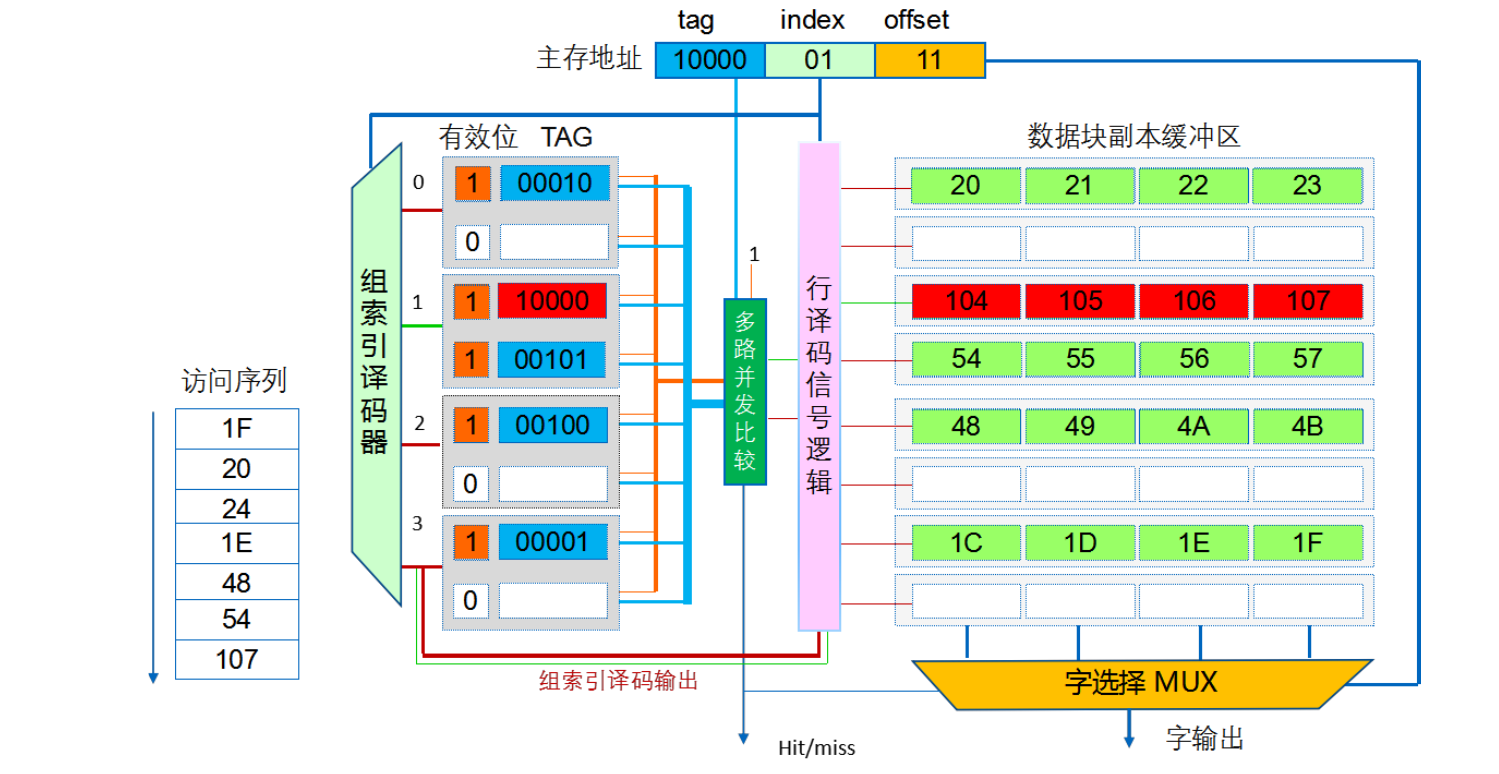 tag index offset
主存地址 10000 01 11
有效位 TAG
数据块副本缓冲区
0 1 00010 20 21 22 23
0
1 1 10000 1 104 105 106 107
1 00101 54 55 56 57
2 1 00100 48 49 4A 4B
0
3 1 00001 1C 1D 1E 1F
0
组索引译码器
多路并发比较
行译码信号逻辑
访问序列
1F
20
24
1E
48
54
107
组索引译码输出
字选择 MUX
字输出
Hit/miss